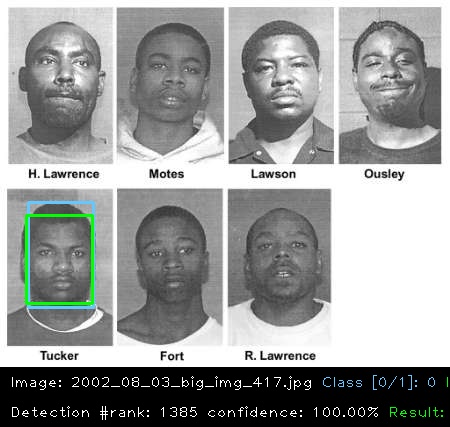 H. Lawrence Motes Lawson Ousley
Tucker Fort R. Lawrence
Image: 2002_08_03_big_img_417.jpg Class [0/1]: 0
Detection #rank: 1385 confidence: 100.00% Result: